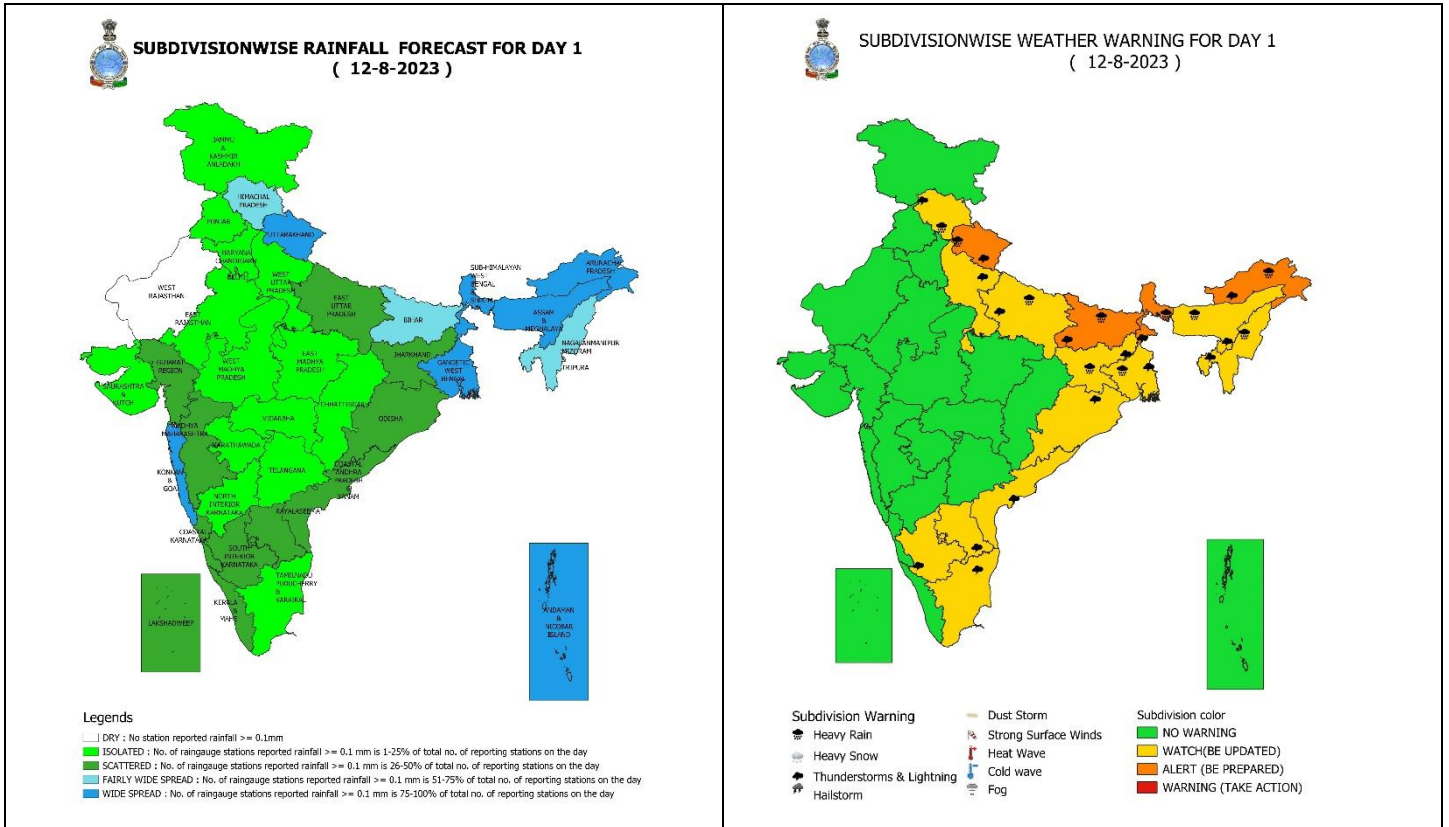 SUBDIVISIONWISE RAINFALL FORECAST FOR DAY 1
( 12-8-2023 )
JAMMU
&
KASHMIR
ANLADAKH
HIMACHAL
PRADESH
PUNJAB
UTTARAKHAND
HARYANA
CHANDIGARH
&
DELHI
WEST
UTTAR
PRADESH
WEST
RAJASTHAN
EAST
RAJASTHAN
EAST
UTTAR
PRADESH
BIHAR
SUB-HIMALAYAN
WEST
BENGAL
&
ARUNACHAL
PRADESH
ASSAM
&
MEGHALAYA
NAGALANMANIPUR
MIZORAM
&
TRIPURA
GUJARAT
REGION
SAURASHTRA
&
KUTCH
WEST
MADHYA
PRADESH
EAST
MADHYA
PRADESH
JHARKHAND
GANGETIC
WEST
BENGAL
CHHATTISGARH
ODISHA
VIDARBHA
MADHYA
MAHARASHTRA
MARATHAWADA
KONKAN
&
GOA
TELANGANA
COASTAL
ANDHRA
PRADESH
&
YANAM
NORTH
INTERIOR
KARNATAKA
RAYALASEEMA
COASTAL
KARNATAKA
SOUTH
INTERIOR
KARNATAKA
TAMILNADU
PUDUCHERRY
&
KARAIKAL
KERALA
&
MAHE
LAKSHADWEEP
ANDAMAN
&
NICOBAR
ISLAND
Legends
DRY : No station reported rainfall >= 0.1mm
ISOLATED : No. of raingauge stations reported rainfall >= 0.1 mm is 1-25% of total no. of reporting stations on the day
SCATTERED : No. of raingauge stations reported rainfall >= 0.1 mm is 26-50% of total no. of reporting stations on the day
FAIRLY WIDE SPREAD : No. of raingauge stations reported rainfall >= 0.1 mm is 51-75% of total no. of reporting stations on the day
WIDE SPREAD : No. of raingauge stations reported rainfall >= 0.1 mm is 75-100% of total no. of reporting stations on the day
SUBDIVISIONWISE WEATHER WARNING FOR DAY 1
( 12-8-2023 )
Subdivision Warning
Heavy Rain
Heavy Snow
Thunderstorms & Lightning
Hailstorm
Dust Storm
Strong Surface Winds
Heat Wave
Cold wave
Fog
Subdivision color
NO WARNING
WATCH(BE UPDATED)
ALERT (BE PREPARED)
WARNING (TAKE ACTION)